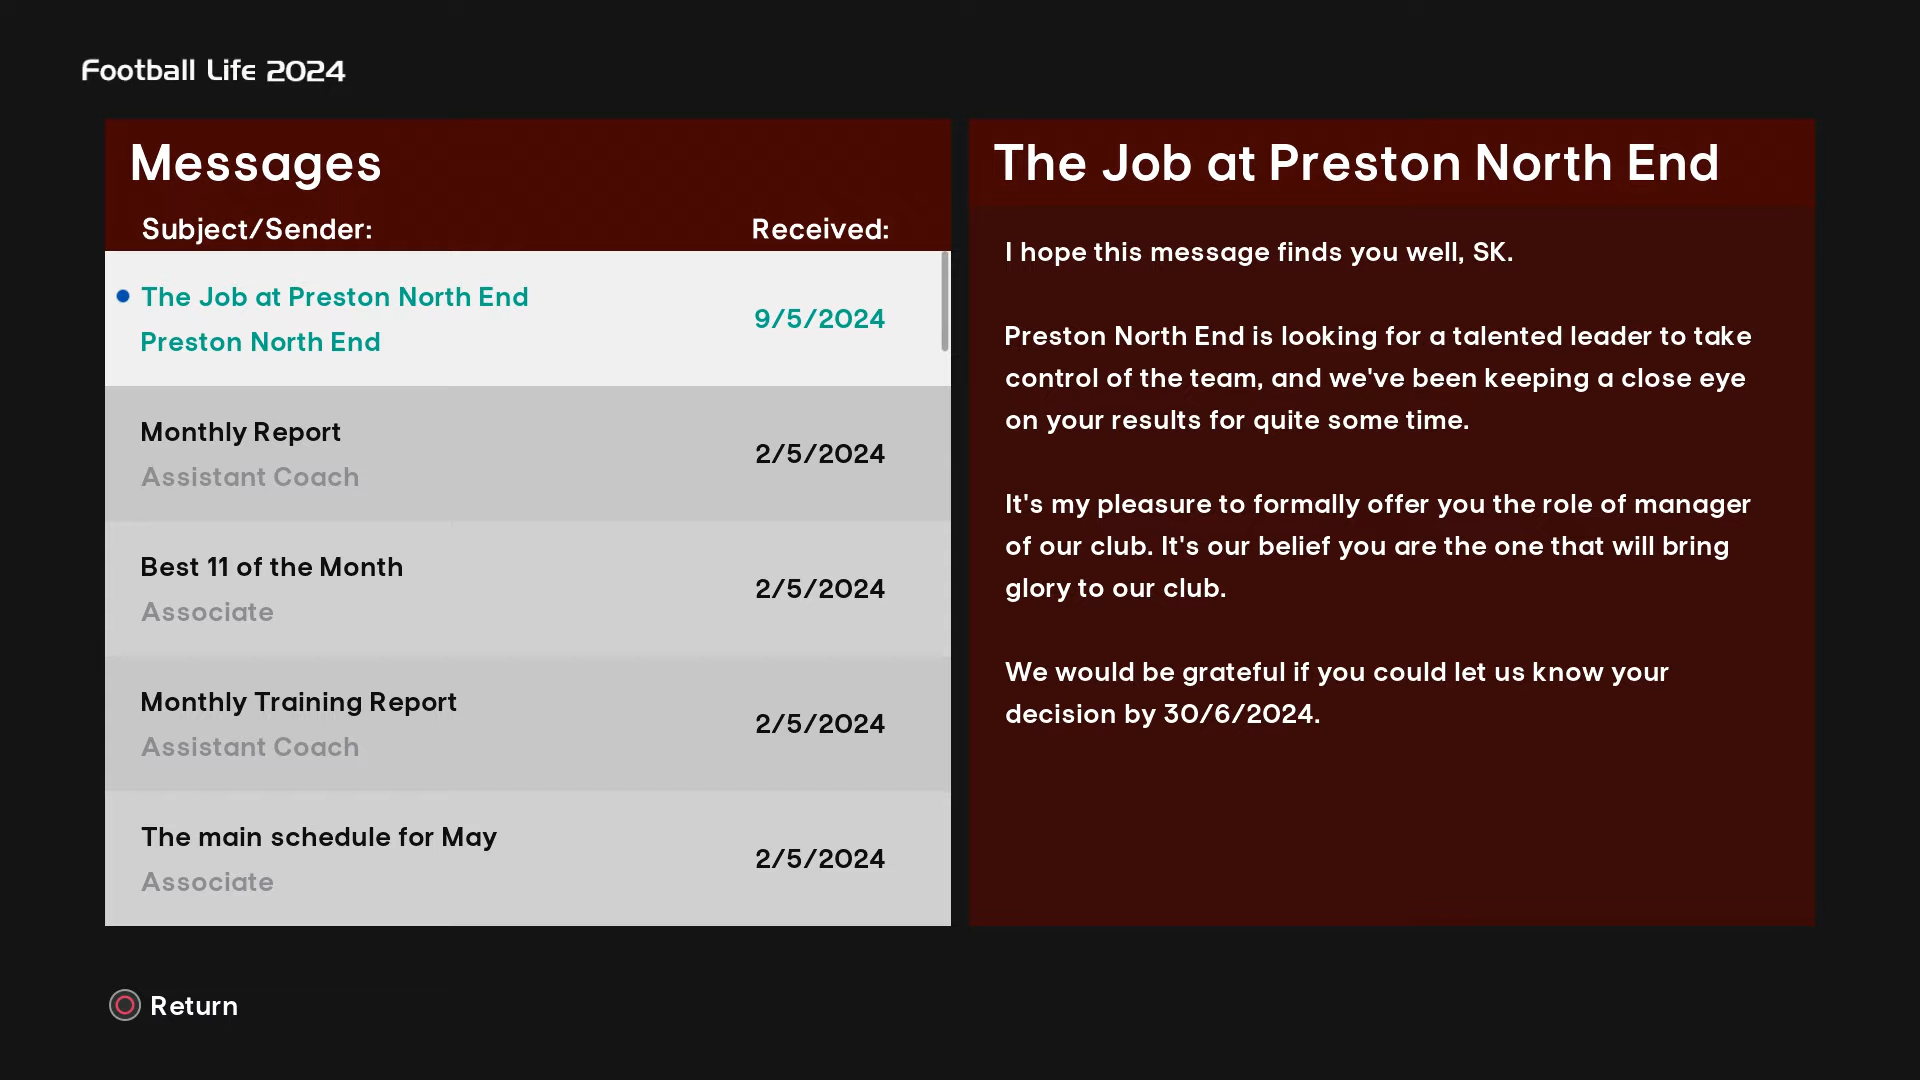 Football Life 2024
Messages
Subject/Sender:
Received:
The Job at Preston North End
Preston North End
9/5/2024
Monthly Report
Assistant Coach
2/5/2024
Best 11 of the Month
Associate
2/5/2024
Monthly Training Report
Assistant Coach
2/5/2024
The main schedule for May
Associate
2/5/2024
The Job at Preston North End
I hope this message finds you well, SK.
Preston North End is looking for a talented leader to take
control of the team, and we've been keeping a close eye
on your results for quite some time.
It's my pleasure to formally offer you the role of manager
of our club. It's our belief you are the one that will bring
glory to our club.
We would be grateful if you could let us know your
decision by 30/6/2024.
Return